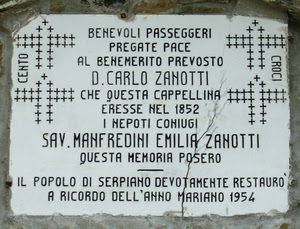 BENEVOLI PASSEGGERI
PREGATE PACE
AL BENEMERITO PREVOSTO
D. CARLO ZANOTTI
CHE QUESTA CAPPELLINA
ERESSE NEL 1852
I NEPOTI CONIUGI
SAV. MANFREDINI EMILIA ZANOTTI
QUESTA MEMORIA POSERO
IL POPOLO DI SERPIANO DEVOTAMENTE RESTAURO'
A RICORDO DELL'ANNO MARIANO 1954
CENTO
CROCI